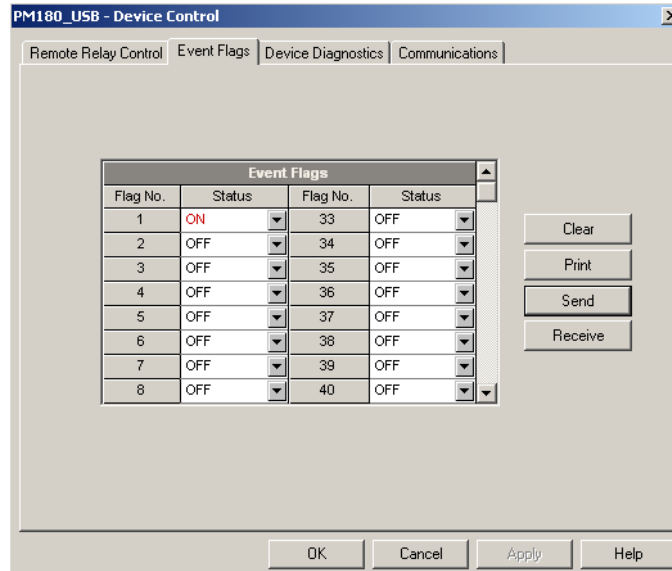 PM180_USB - Device Control
Remote Relay Control Event Flags Device Diagnostics Communications
Event Flags
Flag No. Status Flag No. Status
1 ON 33 OFF
2 OFF 34 OFF
3 OFF 35 OFF
4 OFF 36 OFF
5 OFF 37 OFF
6 OFF 38 OFF
7 OFF 39 OFF
8 OFF 40 OFF
Clear
Print
Send
Receive
OK Cancel Apply Help